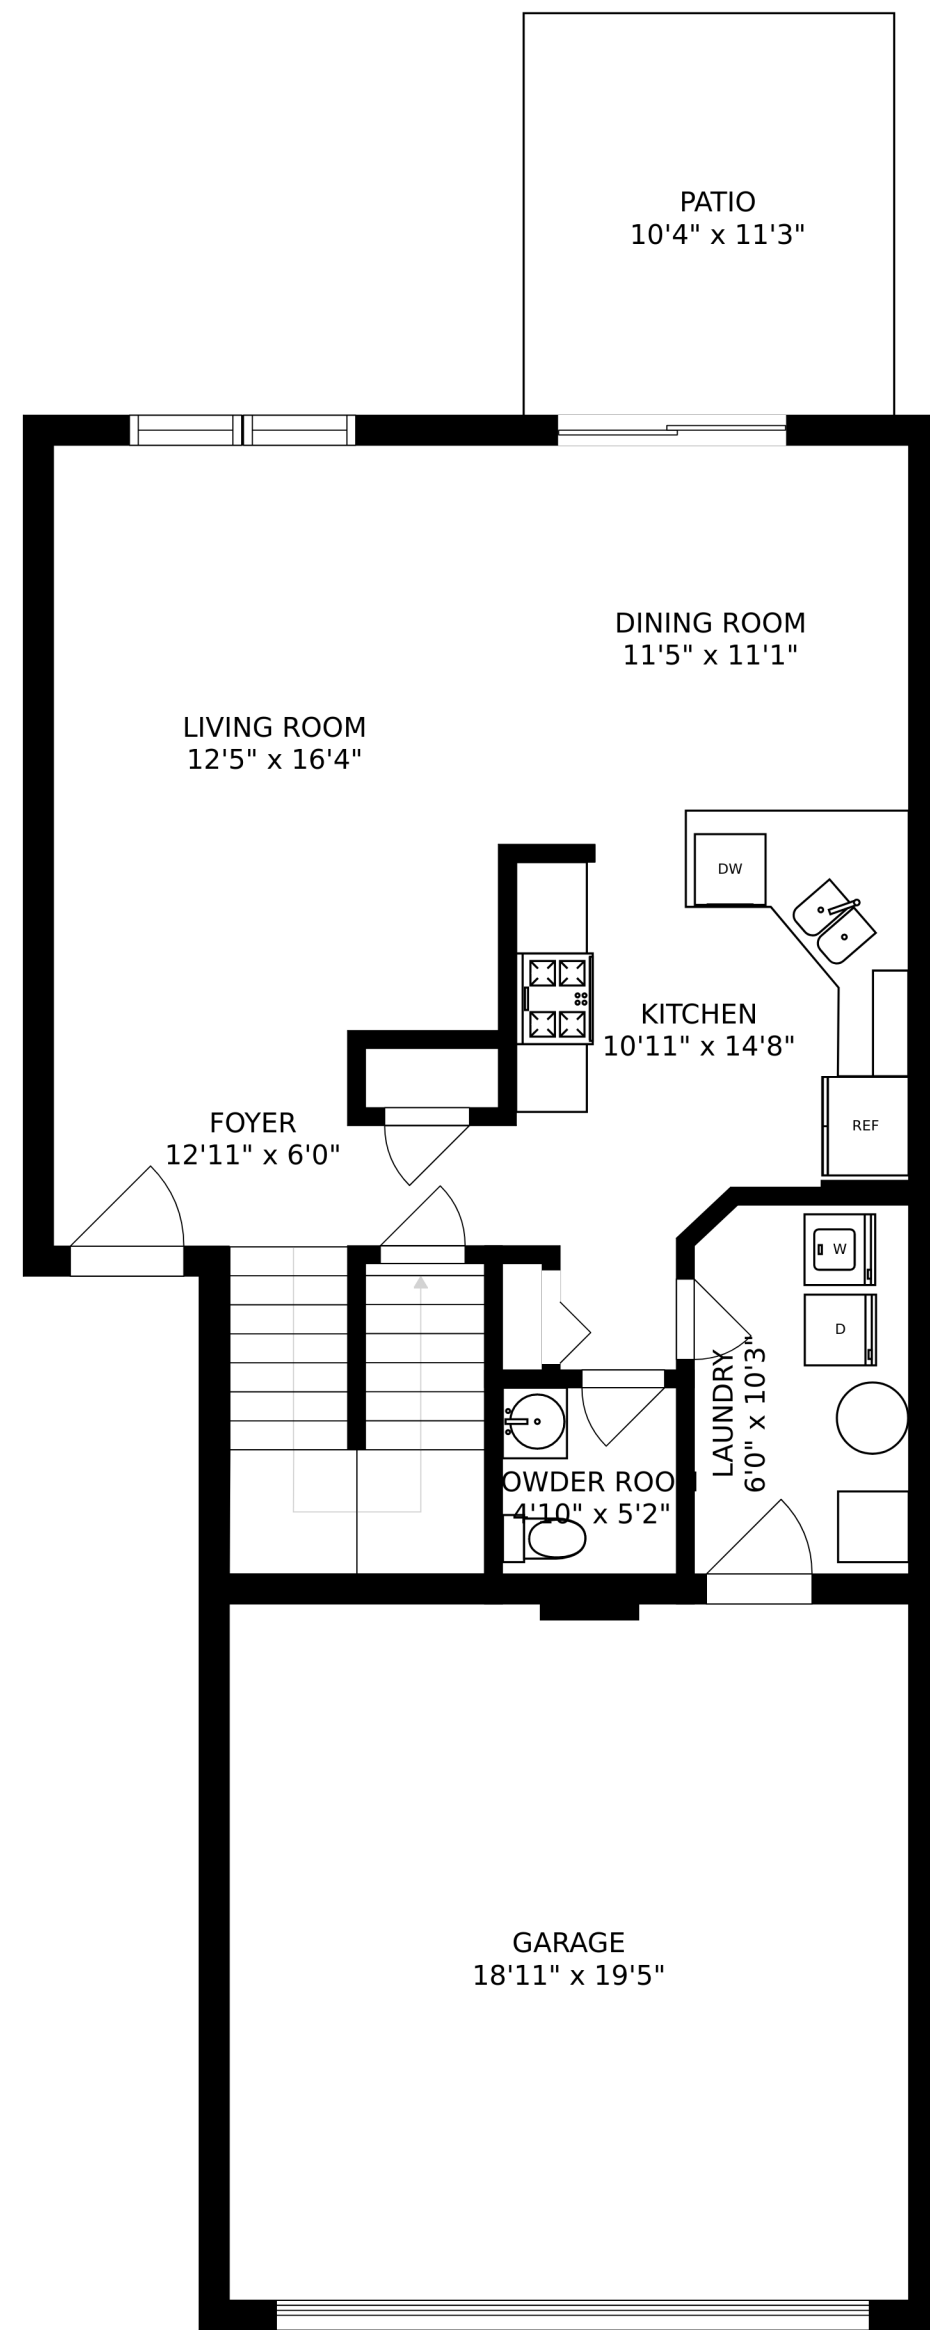 PATIO
10'4" x 11'3"
DINING ROOM
11'5" x 11'1"
LIVING ROOM
12'5" x 16'4"
DW
KITCHEN
10'11" x 14'8"
REF
FOYER
12'11" x 6'0"
W
D
LAUNDRY
6'0" x 10'3"
POWDER ROOM
4'10" x 5'2"
GARAGE
18'11" x 19'5"